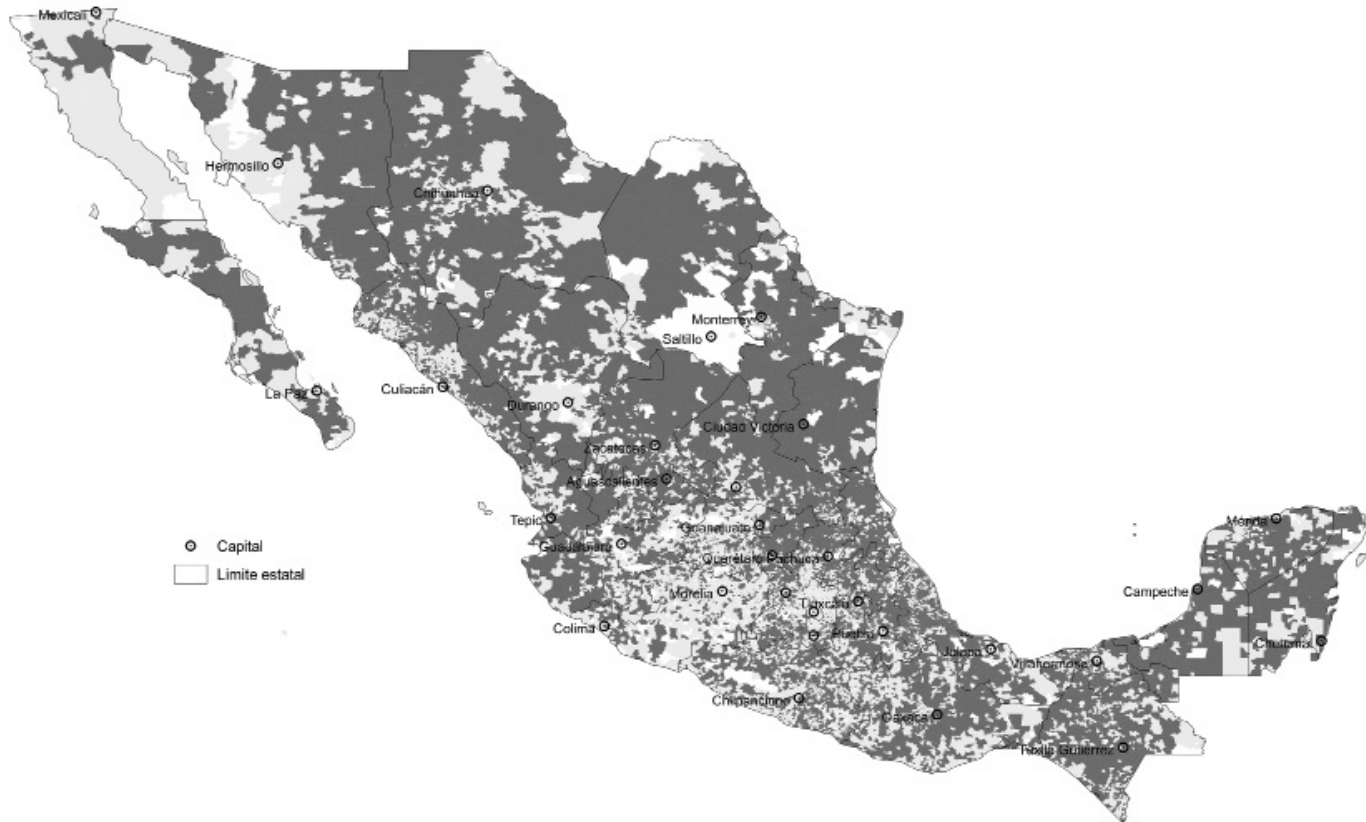 Mexicali
Hermosillo
Chihuahua
Monterrey
Saltillo
La Paz
Culiacán
Durango
Ciudad Victoria
Zacatecas
Aguascalientes
Tepic
Guanajuato
Mérida
Guadalajara
Querétaro
Pachuca
Capital
Límite estatal
Morelia
Tlaxcala
Campeche
Colima
Puebla
Jalapa
Villahermosa
Chetumal
Chilpancingo
Oaxaca
Tuxtla Gutiérrez